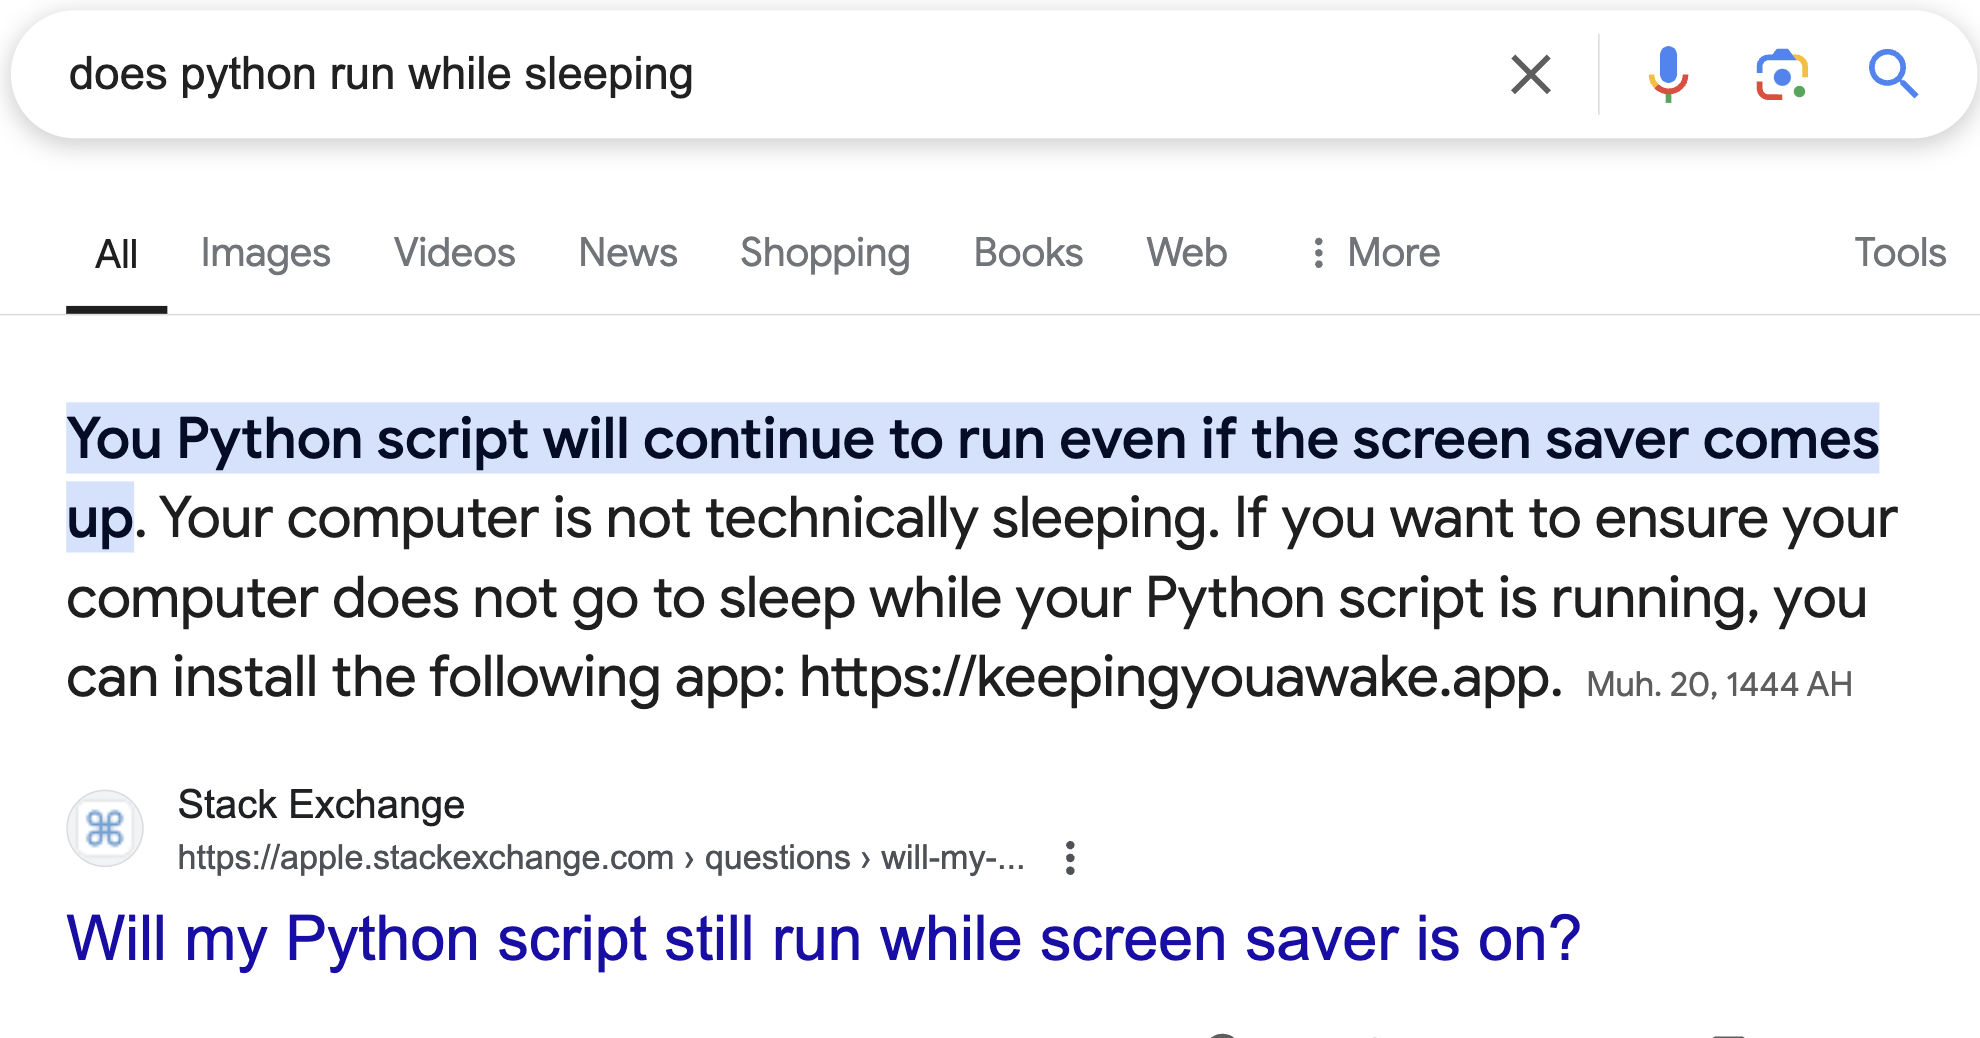 does python run while sleeping
All Images Videos News Shopping Books Web More Tools
You Python script will continue to run even if the screen saver comes
up. Your computer is not technically sleeping. If you want to ensure your
computer does not go to sleep while your Python script is running, you
can install the following app: https://keepingyouawake.app. Muh. 20, 1444 AH
Stack Exchange
https://apple.stackexchange.com › questions › will-my-...
Will my Python script still run while screen saver is on?